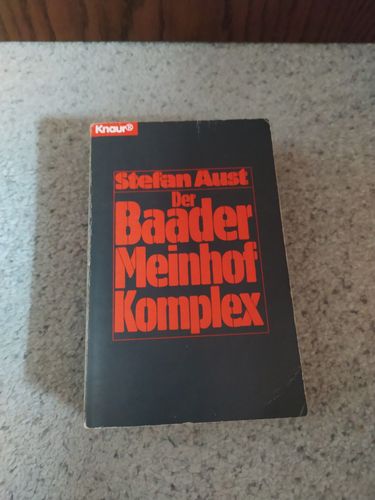 Knaur®
Stefan Aust
Der
Baader
Meinhof
Komplex